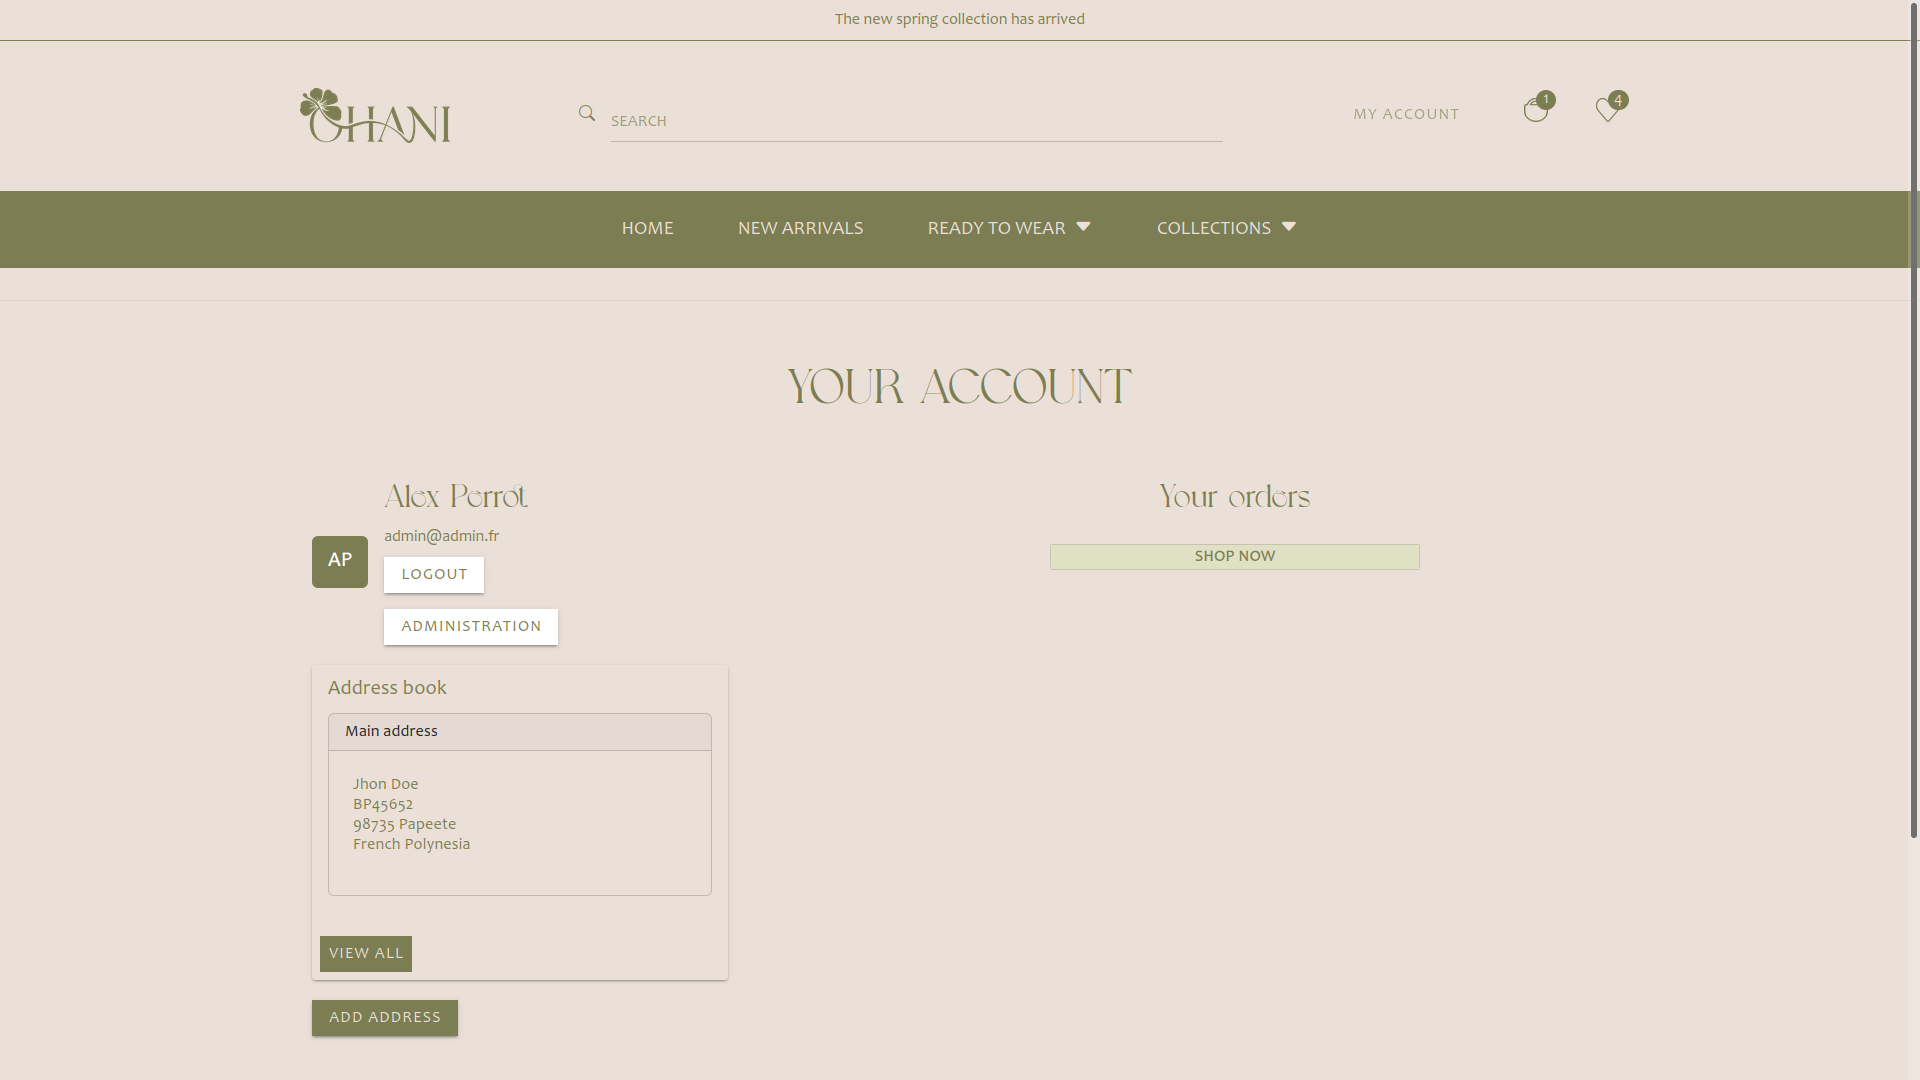 The new spring collection has arrived
OHANI
SEARCH
MY ACCOUNT
1
4
HOME
NEW ARRIVALS
READY TO WEAR
COLLECTIONS
YOUR ACCOUNT
Alex Perrot
admin@admin.fr
AP
LOGOUT
ADMINISTRATION
Address book
Main address
Jhon Doe
BP45652
98735 Papeete
French Polynesia
VIEW ALL
ADD ADDRESS
Your orders
SHOP NOW